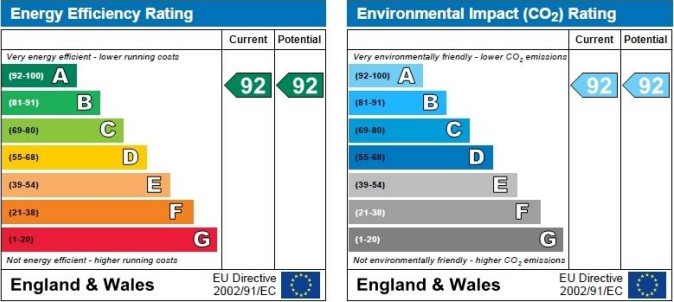 Energy Efficiency Rating
Current Potential
Very energy efficient - lower running costs
(92-100) A
92 92
(81-91) B
(69-80) C
(55-68) D
(39-54) E
(21-38) F
(1-20) G
Not energy efficient - higher running costs
England & Wales
EU Directive
2002/91/EC
Environmental Impact (CO2) Rating
Current Potential
Very environmentally friendly - lower CO2 emissions
(92-100) A
92 92
(81-91) B
(69-80) C
(55-68) D
(39-54) E
(21-38) F
(1-20) G
Not environmentally friendly - higher CO2 emissions
England & Wales
EU Directive
2002/91/EC